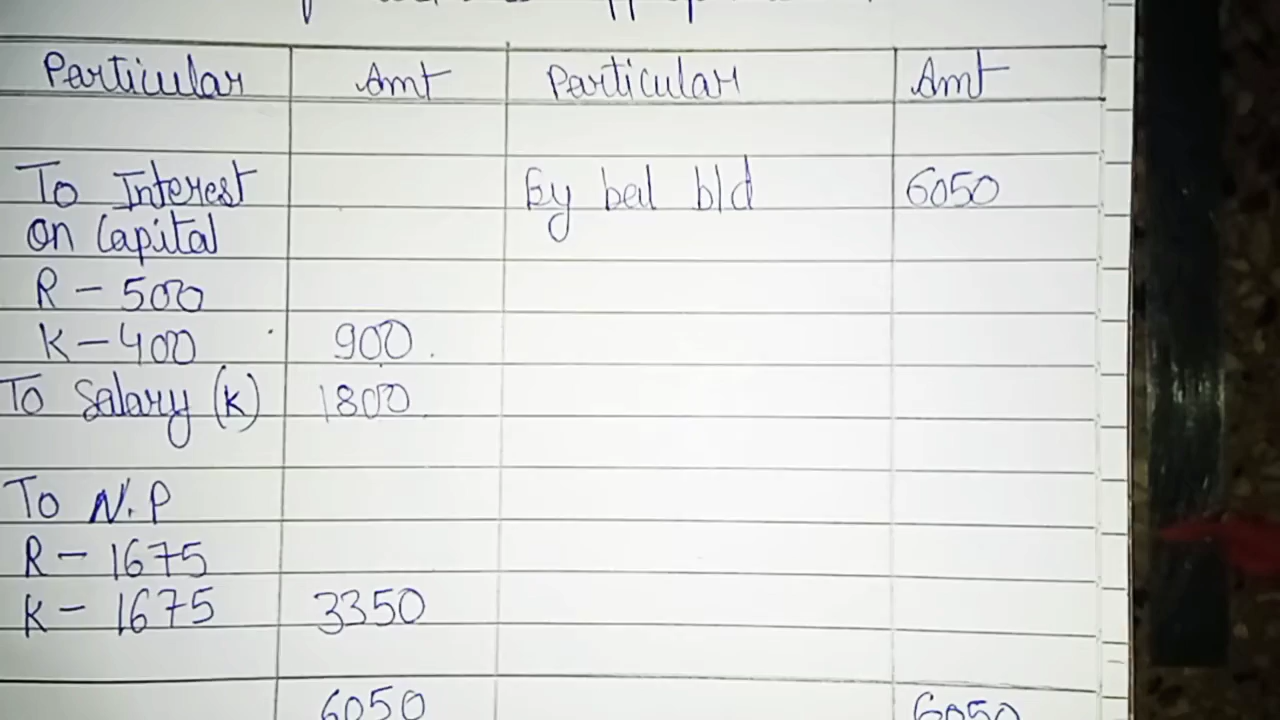 Particular Amt Particular Amt
To Interest By bal b/d 6050
on Capital
R - 500
K - 400 900
To Salary (K) 1800
To N.P
R - 1675
K - 1675 3350
6050 6050